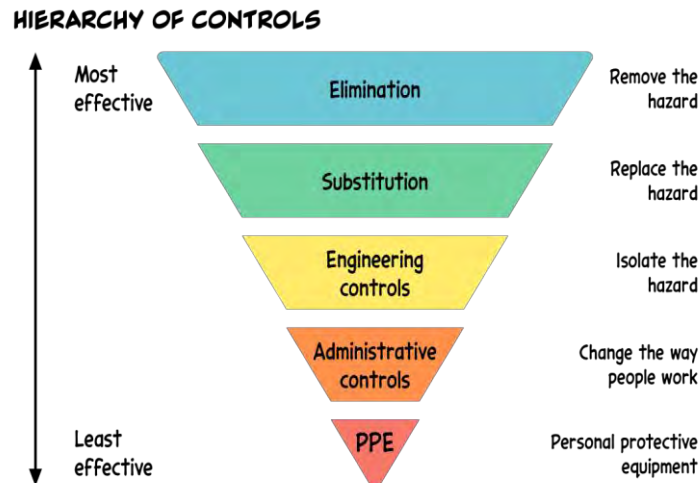 HIERARCHY OF CONTROLS
Most
effective
Elimination
Remove the
hazard
Substitution
Replace the
hazard
Engineering
controls
Isolate the
hazard
Administrative
controls
Change the way
people work
Least
effective
PPE
Personal protective
equipment